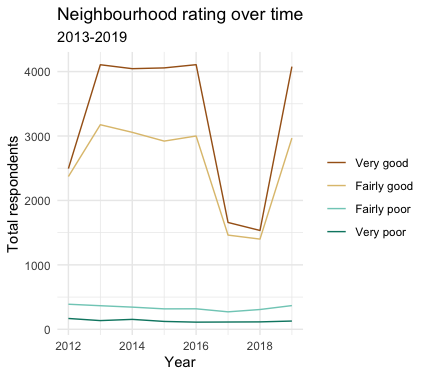 Neighbourhood rating over time
2013-2019
Total respondents
4000
3000
2000
1000
0
2012
2014
2016
2018
Year
Very good
Fairly good
Fairly poor
Very poor